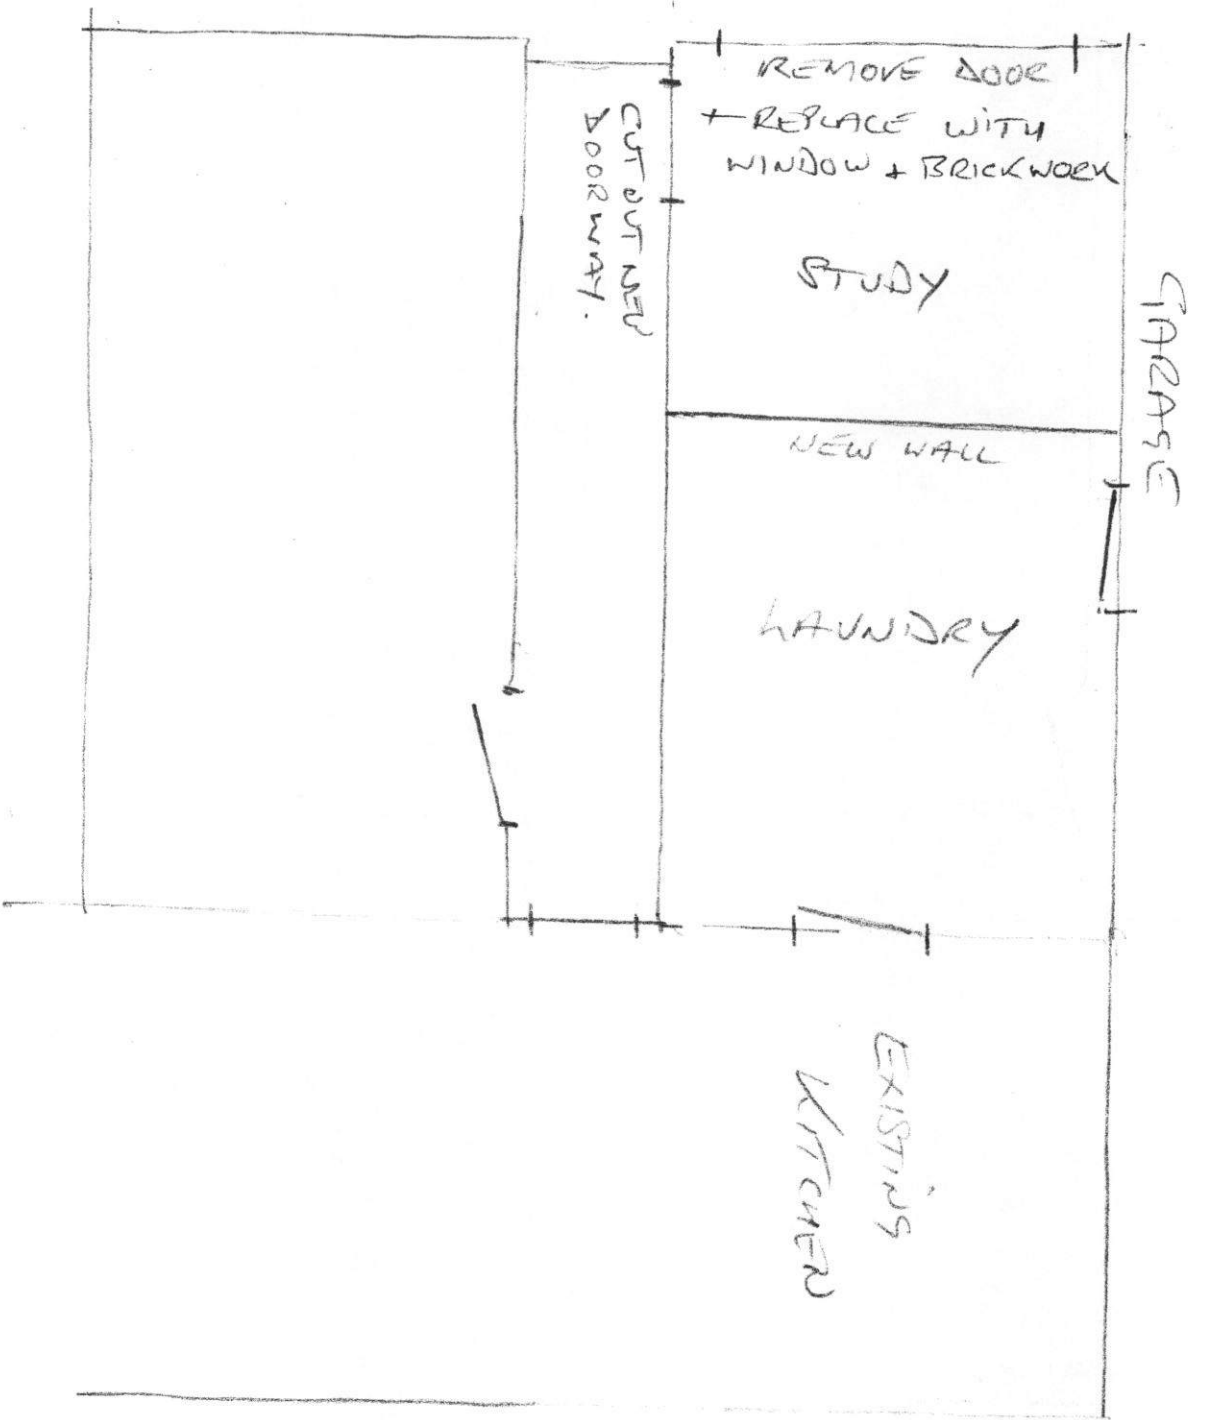 REMOVE DOOR
+ REPLACE WITH
WINDOW + BRICKWORK
CUT OUT NEW
DOORWAY.
STUDY
GARAGE
NEW WALL
LAUNDRY
EXISTING
KITCHEN